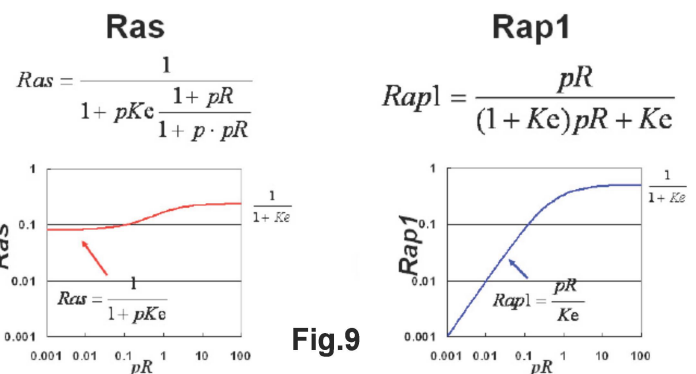 Ras
Rap1
Ras = 1 / (1 + pKe (1 + pR) / (1 + p · pR))
Rap1 = pR / ((1 + Ke) pR + Ke)
1
0.1
0.01
0.001
0.001 0.01 0.1 1 10 100
pR
Ras
1 / (1 + Ke)
Ras = 1 / (1 + pKe)
Fig.9
1
0.1
0.01
0.001
0.001 0.01 0.1 1 10 100
pR
Rap1
1 / (1 + Ke)
Rap1 = pR / Ke